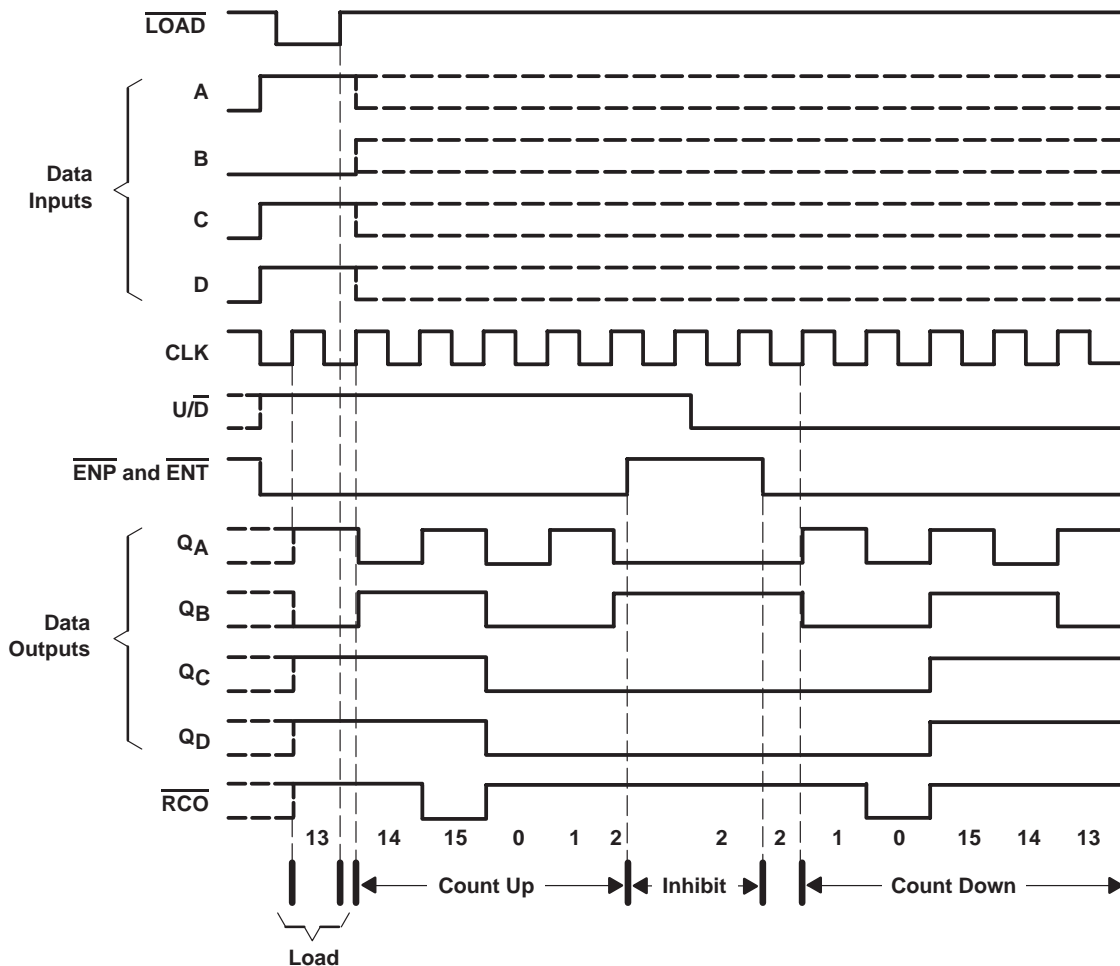 LOAD
A
B
Data
Inputs
C
D
CLK
U/D
ENP and ENT
QA
QB
Data
Outputs
QC
QD
RCO
13 14 15 0 1 2 2 2 1 0 15 14 13
Count Up Inhibit Count Down
Load